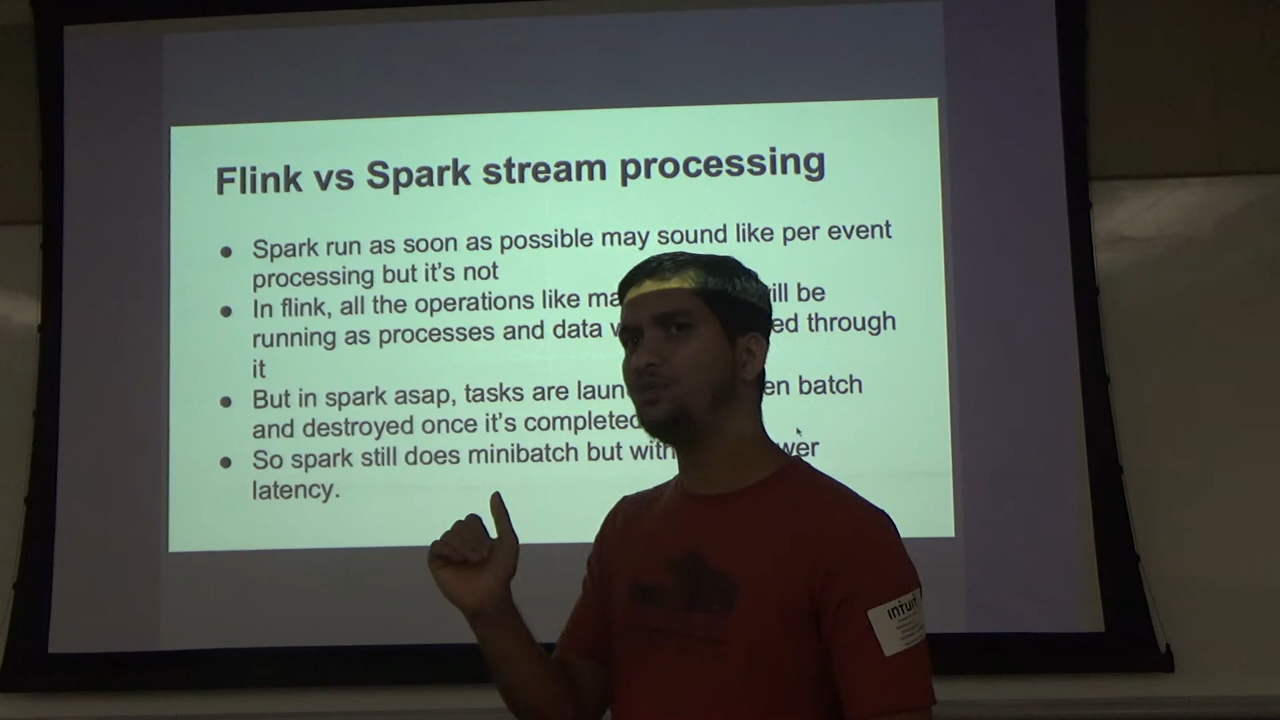 Flink vs Spark stream processing
● Spark run as soon as possible may sound like per event
processing but it's not
● In flink, all the operations like ill be
running as processes and data ed through
it
● But in spark asap, tasks are laun en batch
and destroyed once it's completed
● So spark still does minibatch but with wer
latency.
INTUIT